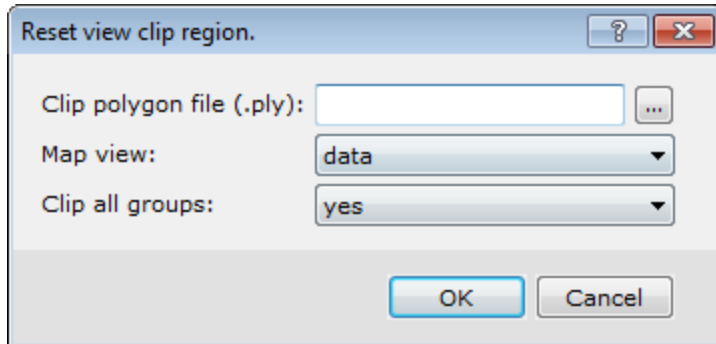 Reset view clip region.
Clip polygon file (.ply): ...
Map view: data
Clip all groups: yes
OK Cancel